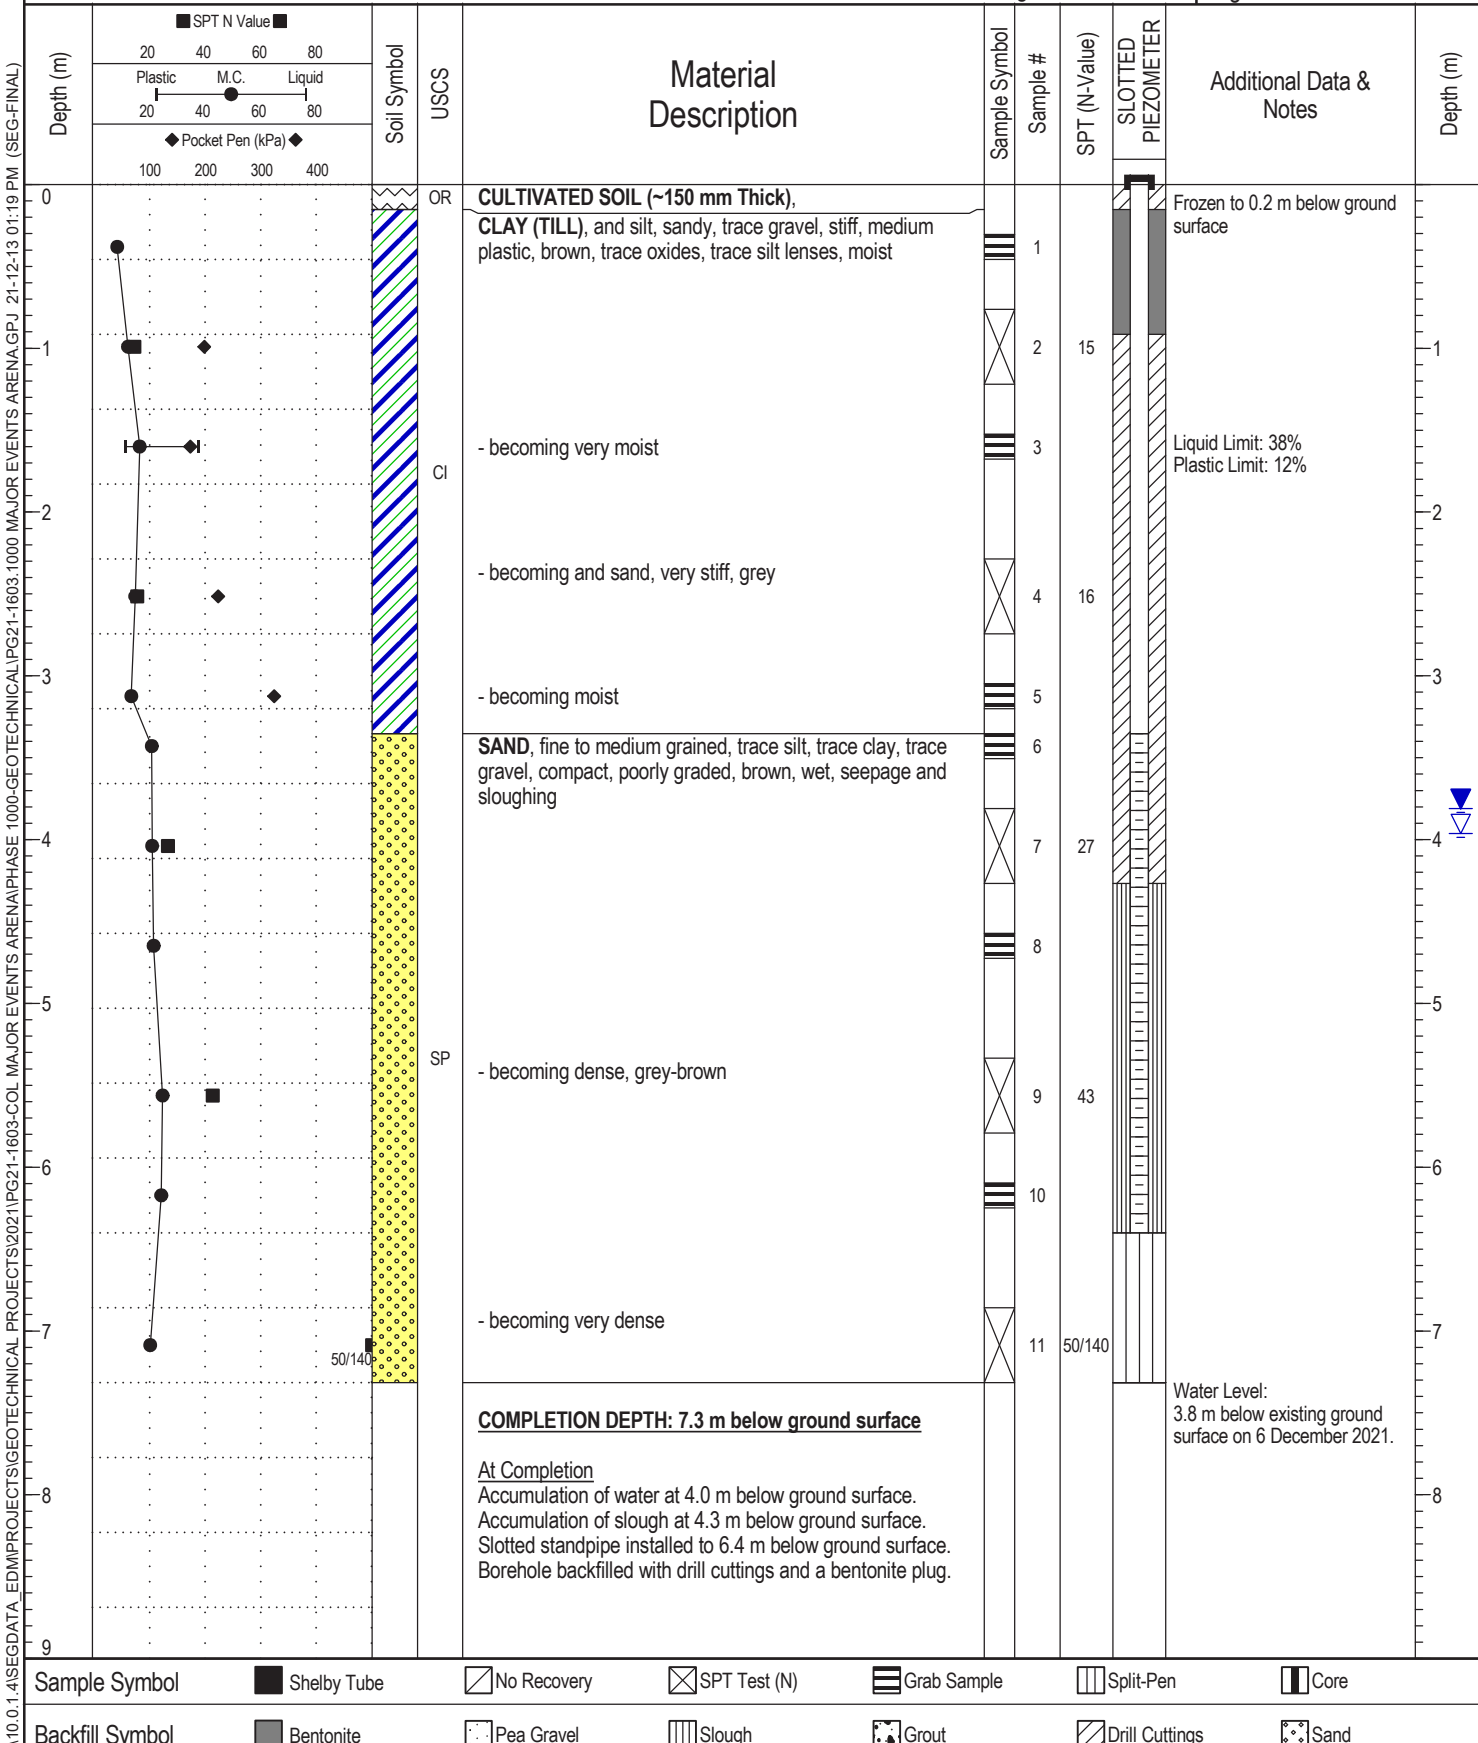 \10.0.1.4\SEGDATA_EDM\PROJECTS\GEOTECHNICAL PROJECTS\2021\PG21-1603-COL MAJOR EVENTS ARENA\PHASE 1000-GEOTECHNICAL\PG21-1603.1000 MAJOR EVENTS ARENA.GPJ 21-12-13 01:19 PM (SEG-FINAL)
Depth (m)
SPT N Value
20 40 60 80
Plastic M.C. Liquid
20 40 60 80
Pocket Pen (kPa)
100 200 300 400
Soil Symbol
USCS
Material
Description
Sample Symbol
Sample #
SPT (N-Value)
SLOTTED
PIEZOMETER
Additional Data &
Notes
Depth (m)
0
OR
CULTIVATED SOIL (~150 mm Thick),
Frozen to 0.2 m below ground
surface
CLAY (TILL), and silt, sandy, trace gravel, stiff, medium
plastic, brown, trace oxides, trace silt lenses, moist
1
1
2 15
1
- becoming very moist
3
Liquid Limit: 38%
Plastic Limit: 12%
CI
2
2
- becoming and sand, very stiff, grey
4 16
3
3
- becoming moist
5
SAND, fine to medium grained, trace silt, trace clay, trace
gravel, compact, poorly graded, brown, wet, seepage and
sloughing
6
4
7 27
4
8
5
5
SP
- becoming dense, grey-brown
9 43
6
6
10
- becoming very dense
7
7
11 50/140
50/140
Water Level:
3.8 m below existing ground
surface on 6 December 2021.
COMPLETION DEPTH: 7.3 m below ground surface
At Completion
8
8
Accumulation of water at 4.0 m below ground surface.
Accumulation of slough at 4.3 m below ground surface.
Slotted standpipe installed to 6.4 m below ground surface.
Borehole backfilled with drill cuttings and a bentonite plug.
9
Sample Symbol Shelby Tube No Recovery SPT Test (N) Grab Sample Split-Pen Core
Backfill Symbol Bentonite Pea Gravel Slough Grout Drill Cuttings Sand